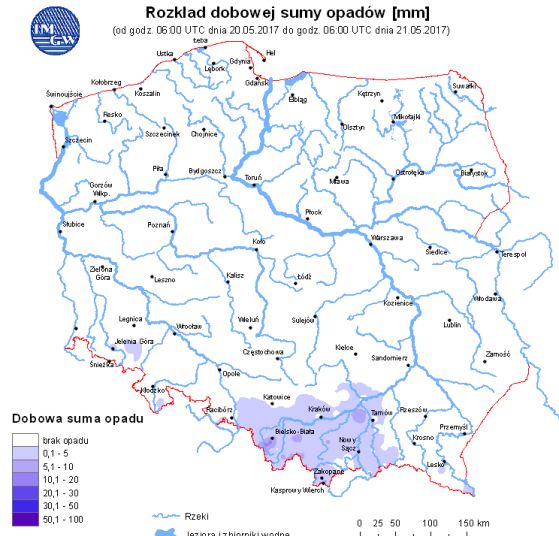 Rozkład dobowej sumy opadów [mm]
(od godz. 06:00 UTC dnia 20.05.2017 do godz. 06:00 UTC dnia 21.05.2017)
IM
GW
Łeba
Hel
Ustka
Gdynia
Lębork
Gdańsk
Suwałki
Kołobrzeg
Koszalin
Elbląg
Kętrzyn
Świnoujście
Resko
Mikołajki
Szczecinek
Chojnice
Olsztyn
Szczecin
Piła
Bydgoszcz
Toruń
Mława
Ostrołęka
Białystok
Gorzów
Wlkp.
Płock
Słubice
Poznań
Koło
Warszawa
Siedlce
Terespol
Zielona
Góra
Leszno
Kalisz
Łódź
Kozienice
Włodawa
Legnica
Wrocław
Wieluń
Sulejów
Lublin
Jelenia Góra
Śnieżka
Częstochowa
Kielce
Sandomierz
Zamość
Kłodzko
Opole
Racibórz
Katowice
Kraków
Tarnów
Rzeszów
Przemyśl
Bielsko-Biała
Nowy
Sącz
Krosno
Lesko
Zakopane
Kasprowy Wierch
Dobowa suma opadu
brak opadu
0,1 - 5
5,1 - 10
10,1 - 20
20,1 - 30
30,1 - 50
50,1 - 100
Rzeki
Jeziora i zbiorniki wodne
0 25 50 100 150 km